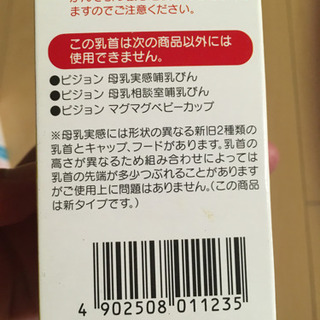 ますのでご注意ください。
この乳首は次の商品以外には
使用できません。
●ピジョン 母乳実感哺乳びん
●ピジョン 母乳相談室哺乳びん
●ピジョン マグマグベビーカップ
※母乳実感には形状の異なる新旧2種類の
乳首とキャップ、フードがあります。乳首の
高さが異なるため組み合わせによっては
乳首の先端が多少つぶれることがあります
がご使用上に問題はありません。(この商品
は新タイプです。)
4 902508 011235